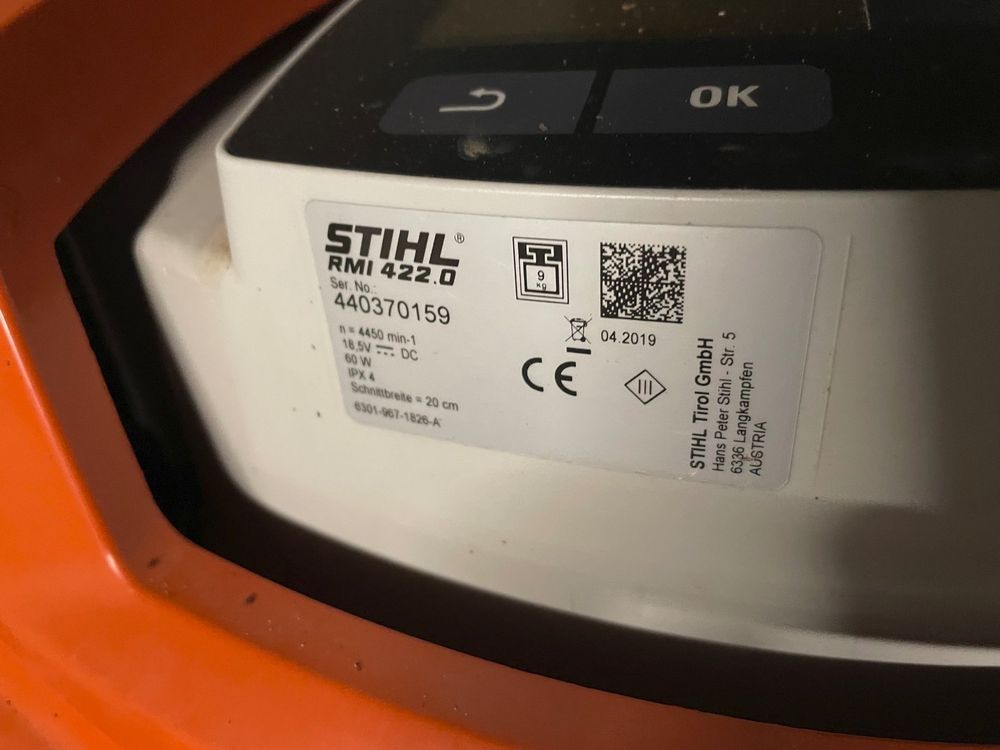 OK
STIHL®
RMI 422.0
Ser. No.:
440370159
n = 4450 min-1
18,5V DC
60 W
IPX 4
Schnittbreite = 20 cm
6301-967-1826-A
9
kg
04.2019
CE
III
STIHL Tirol GmbH
Hans Peter Stihl - Str. 5
6336 Langkampfen
AUSTRIA